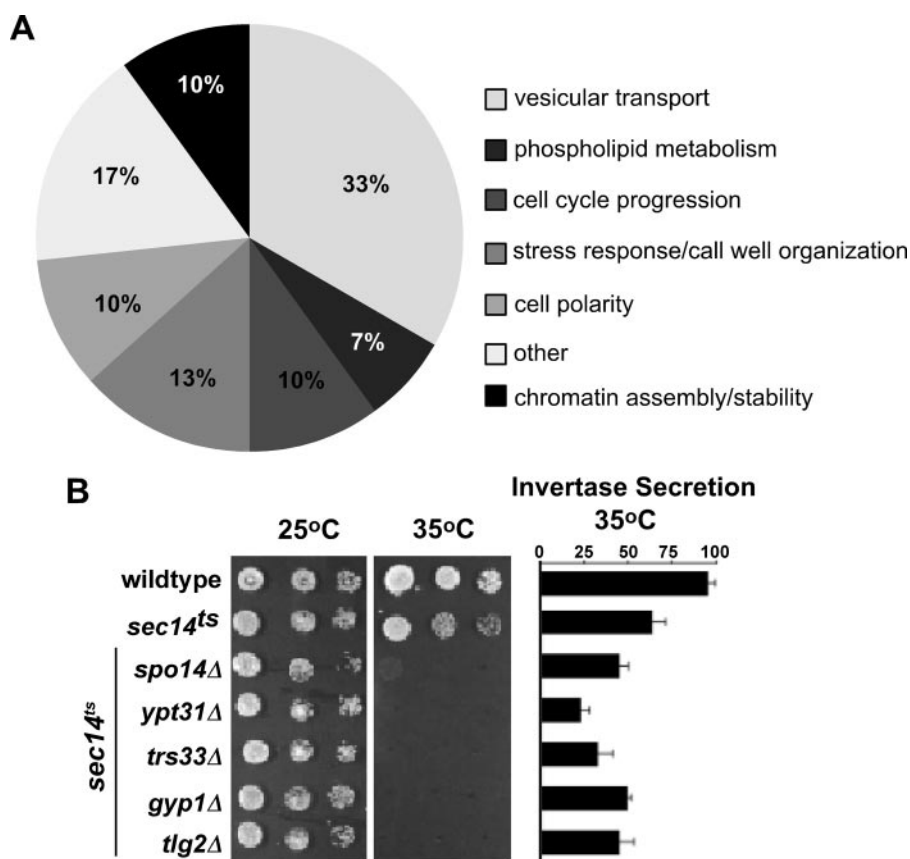 A
10%
33%
17%
10%
13%
10%
7%
vesicular transport
phospholipid metabolism
cell cycle progression
stress response/call well organization
cell polarity
other
chromatin assembly/stability
B
Invertase Secretion
25ºC 35ºC 35ºC
0 25 50 75 100
wildtype
sec14ts
sec14ts
spo14Δ
ypt31Δ
trs33Δ
gyp1Δ
tlg2Δ